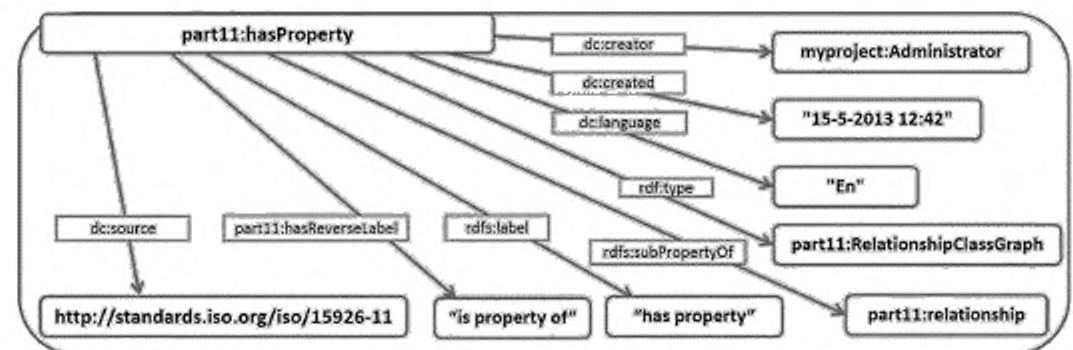 part11:hasProperty
dc:creator
myproject:Administrator
dc:created
"15-5-2013 12:42"
dc:language
"En"
rdf:type
part11:RelationshipClassGraph
dc:source
part11:hasReverseLabel
rdfs:label
rdfs:subPropertyOf
http://standards.iso.org/iso/15926-11
"is property of"
"has property"
part11:relationship